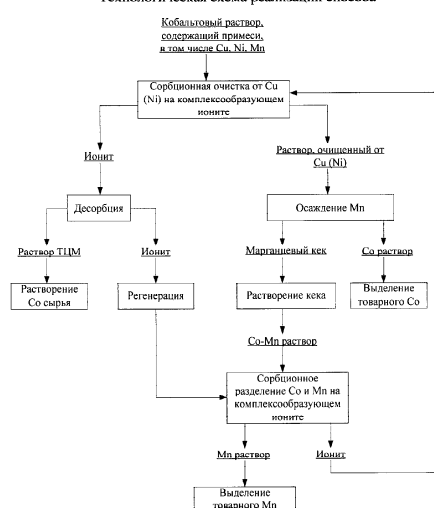 Технологическая схема реализации способа
Кобальтовый раствор,
содержащий примеси,
в том числе Cu, Ni, Mn
Сорбционная очистка от Cu
(Ni) на комплексообразующем
ионите
Ионит
Раствор, очищенный от
Cu (Ni)
Десорбция
Осаждение Mn
Раствор ТЦМ
Ионит
Марганцевый кек
Co раствор
Растворение
Co сырья
Регенерация
Растворение кека
Выделение
товарного Co
Co-Mn раствор
Сорбционное
разделение Co и Mn на
комплексообразующем
ионите
Mn раствор
Ионит
Выделение
товарного Mn